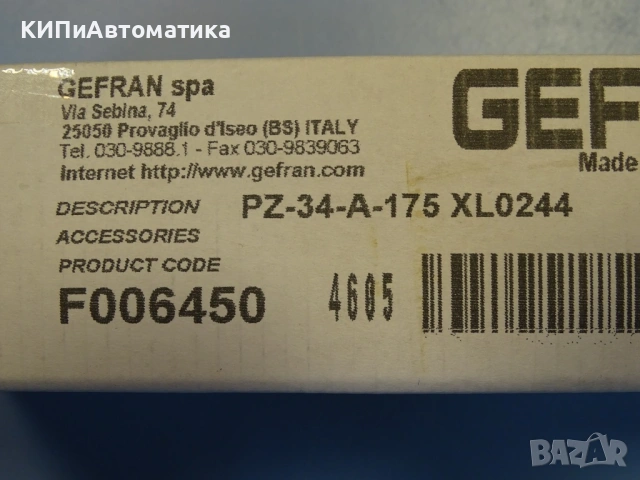 КИПиАвтоматика
GEFRAN spa
Via Sebina, 74
25050 Provaglio d'Iseo (BS) ITALY
Tel. 030-9888.1 - Fax 030-9839063
Internet http://www.gefran.com
GEF
Made
DESCRIPTION PZ-34-A-175 XL0244
ACCESSORIES
PRODUCT CODE
F006450 4605
BAZAR